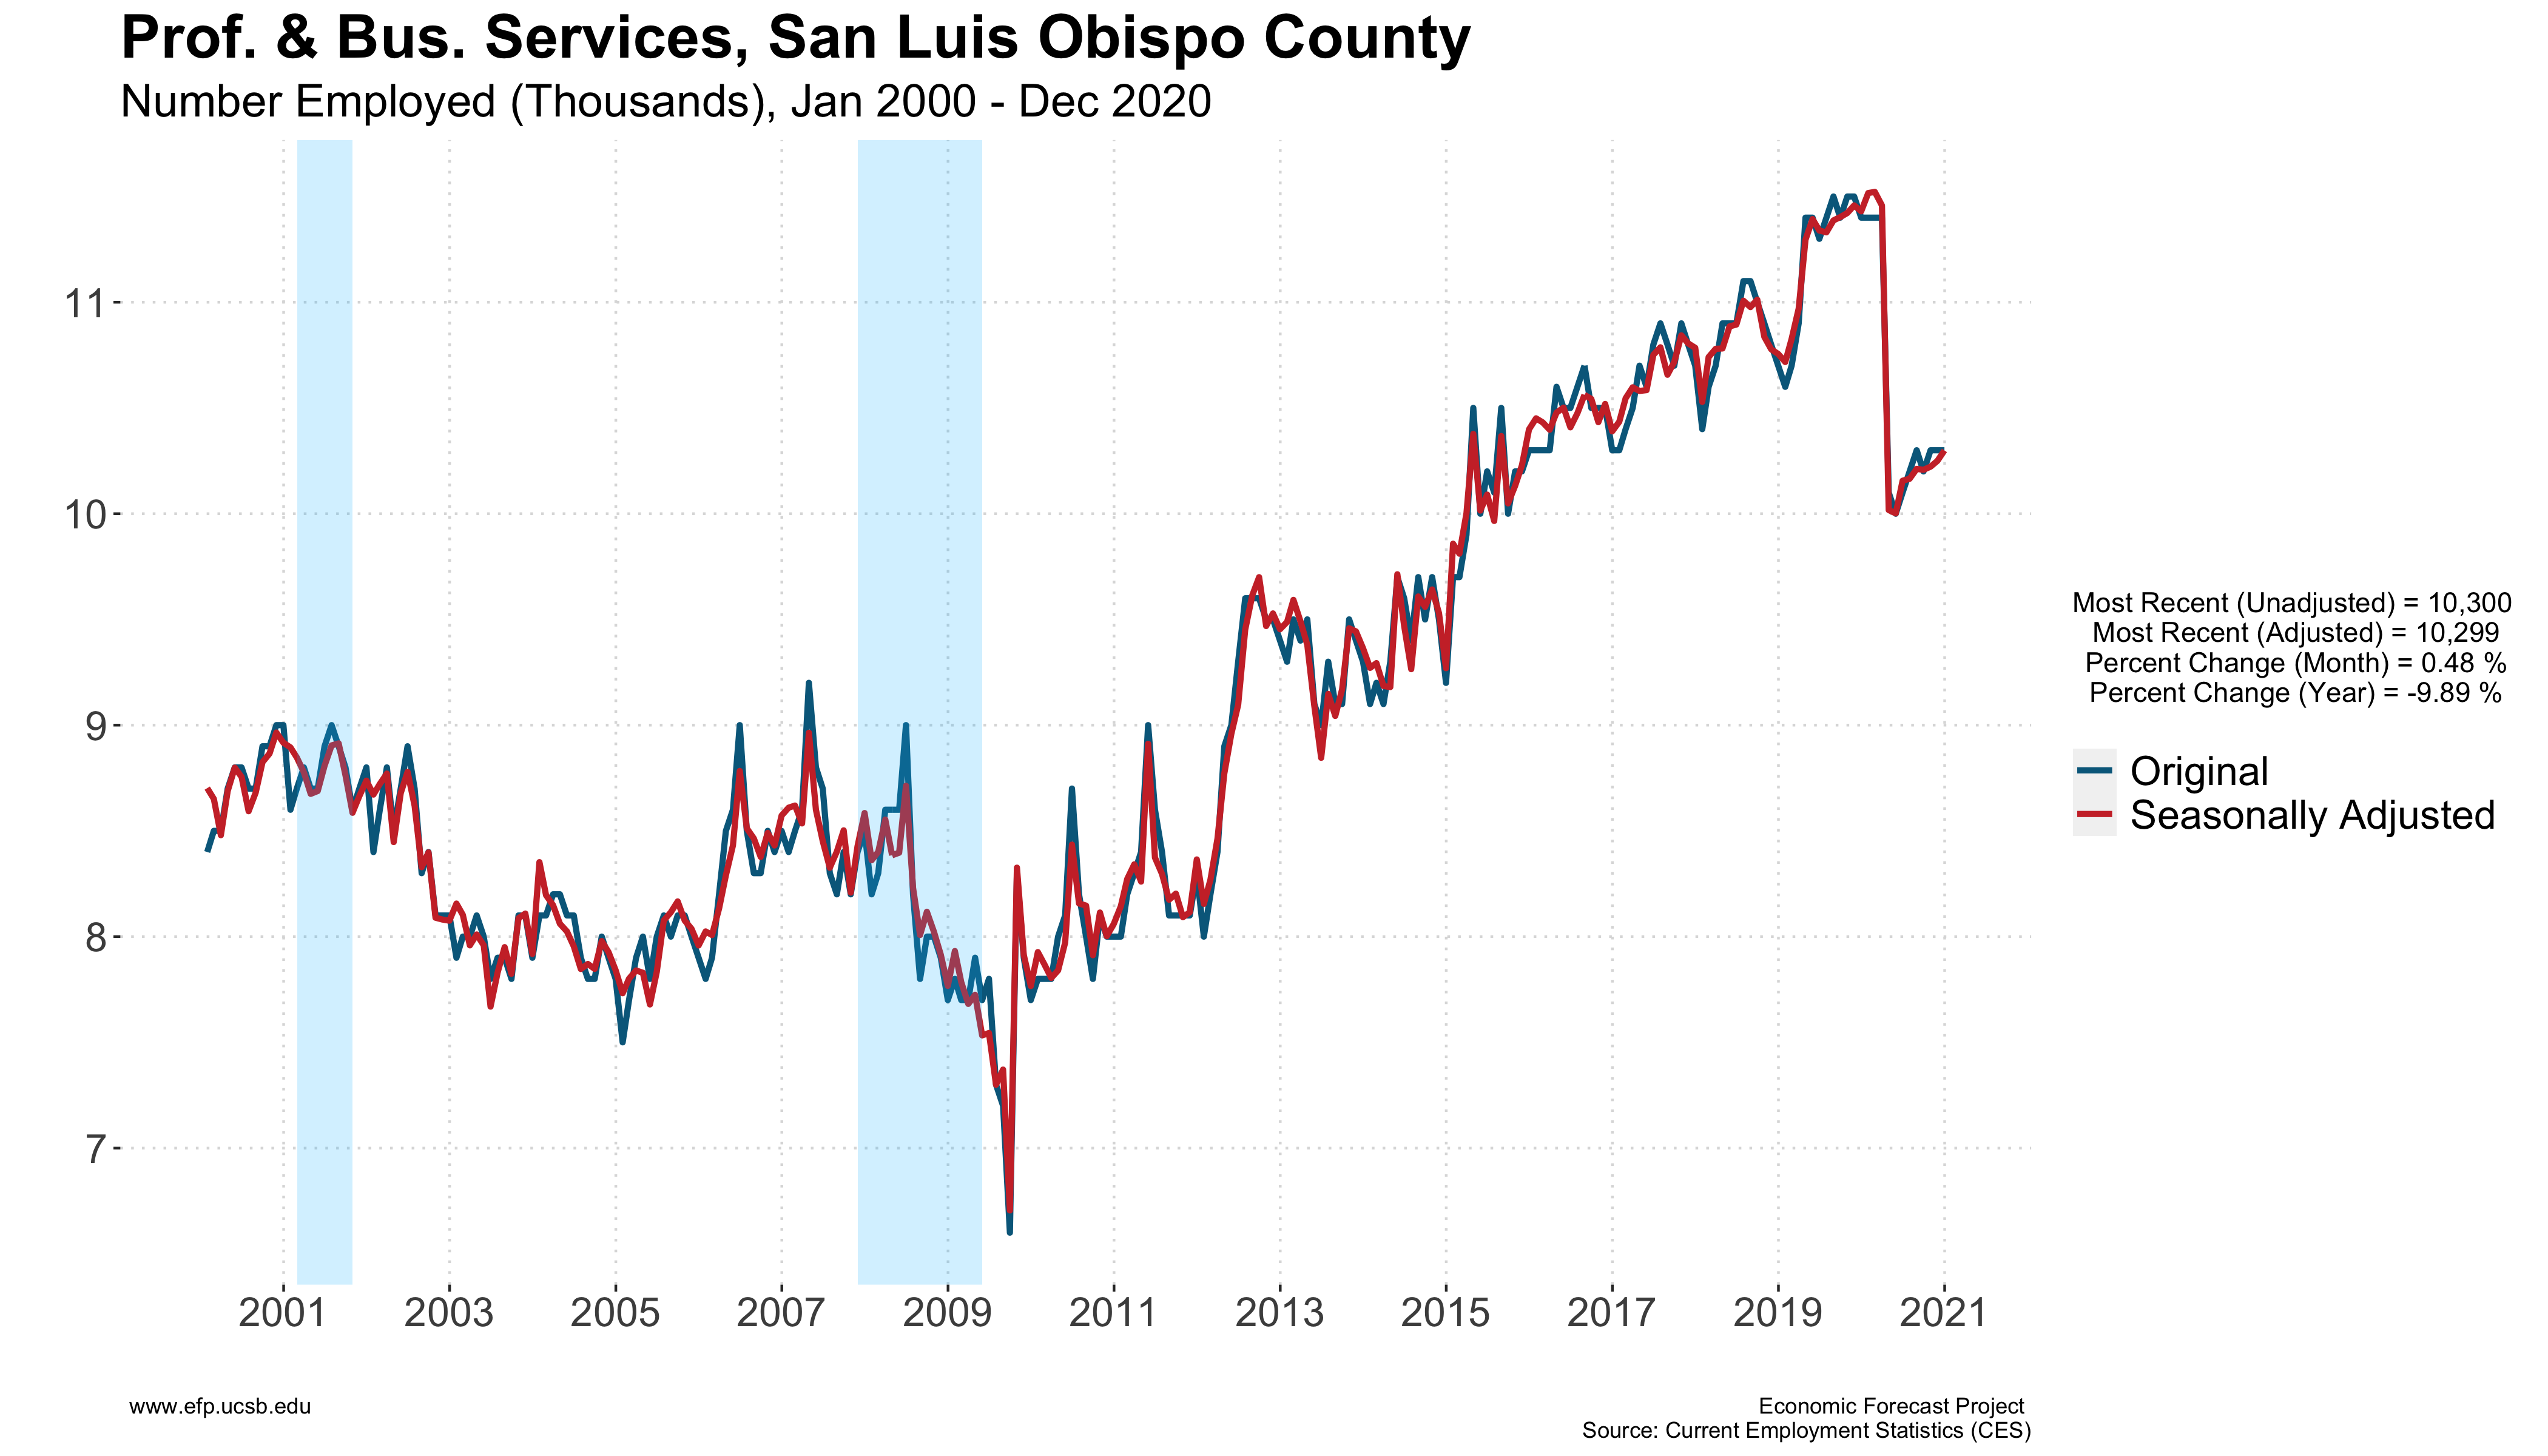 Prof. & Bus. Services, San Luis Obispo County
Number Employed (Thousands), Jan 2000 - Dec 2020
11
10
9
8
7
2001 2003 2005 2007 2009 2011 2013 2015 2017 2019 2021
Most Recent (Unadjusted) = 10,300
Most Recent (Adjusted) = 10,299
Percent Change (Month) = 0.48 %
Percent Change (Year) = -9.89 %
Original
Seasonally Adjusted
www.efp.ucsb.edu
Economic Forecast Project
Source: Current Employment Statistics (CES)